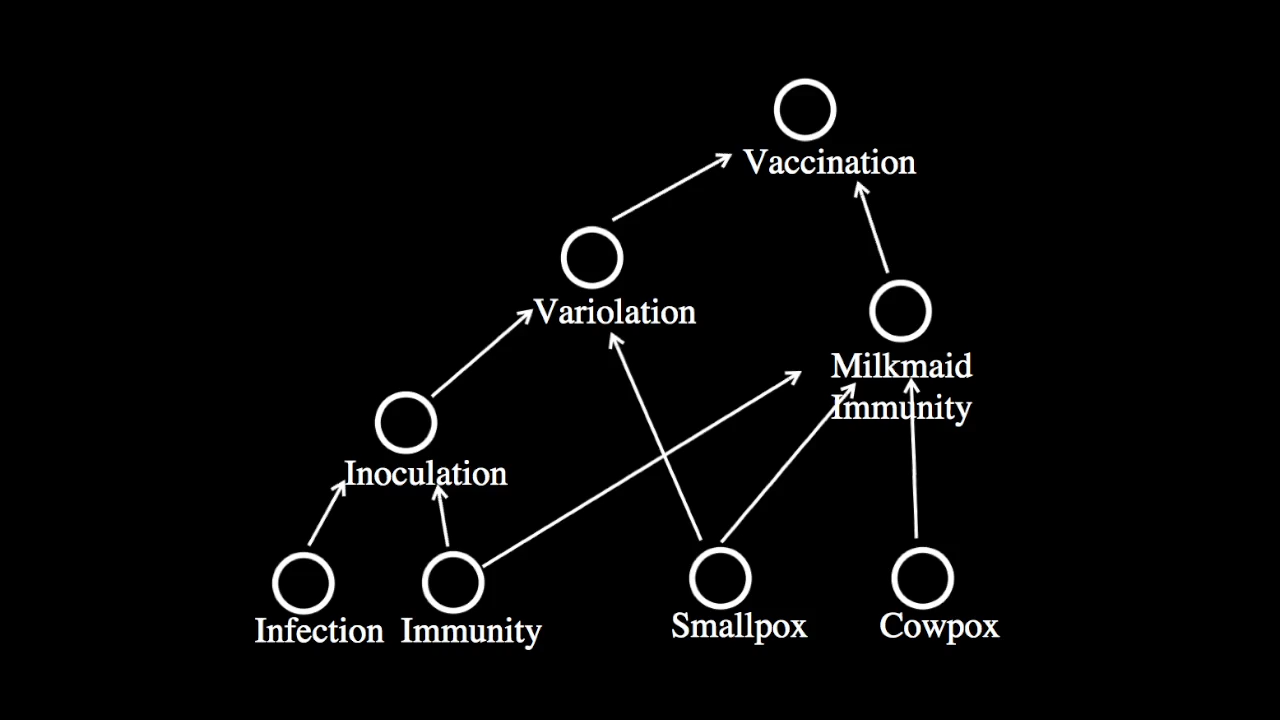 Vaccination
Variolation
Milkmaid
Immunity
Inoculation
Infection
Immunity
Smallpox
Cowpox